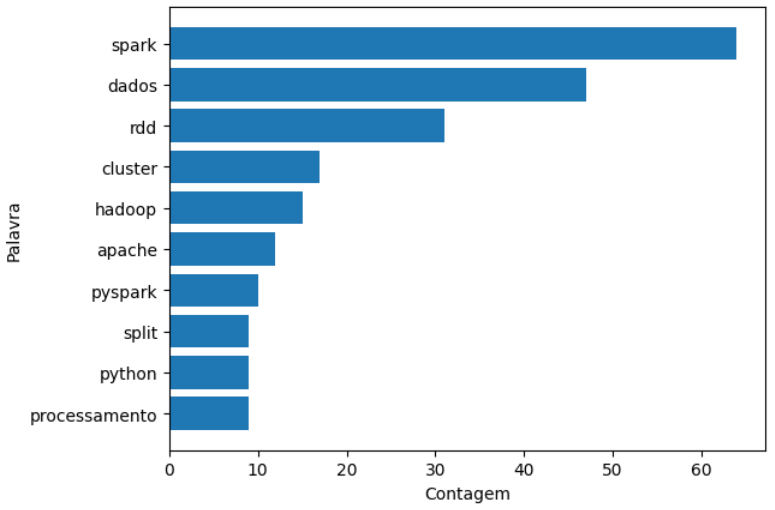 spark
dados
rdd
cluster
hadoop
apache
pyspark
split
python
processamento
Palavra
0 10 20 30 40 50 60
Contagem